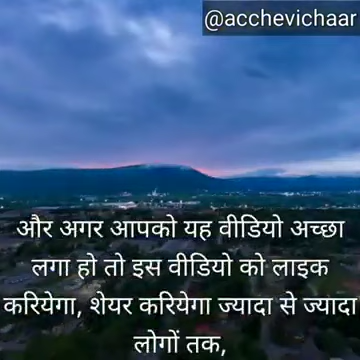 @acchevichaar
और अगर आपको यह वीडियो अच्छा
लगा हो तो इस वीडियो को लाइक
करियेगा, शेयर करियेगा ज्यादा से ज्यादा
लोगों तक,